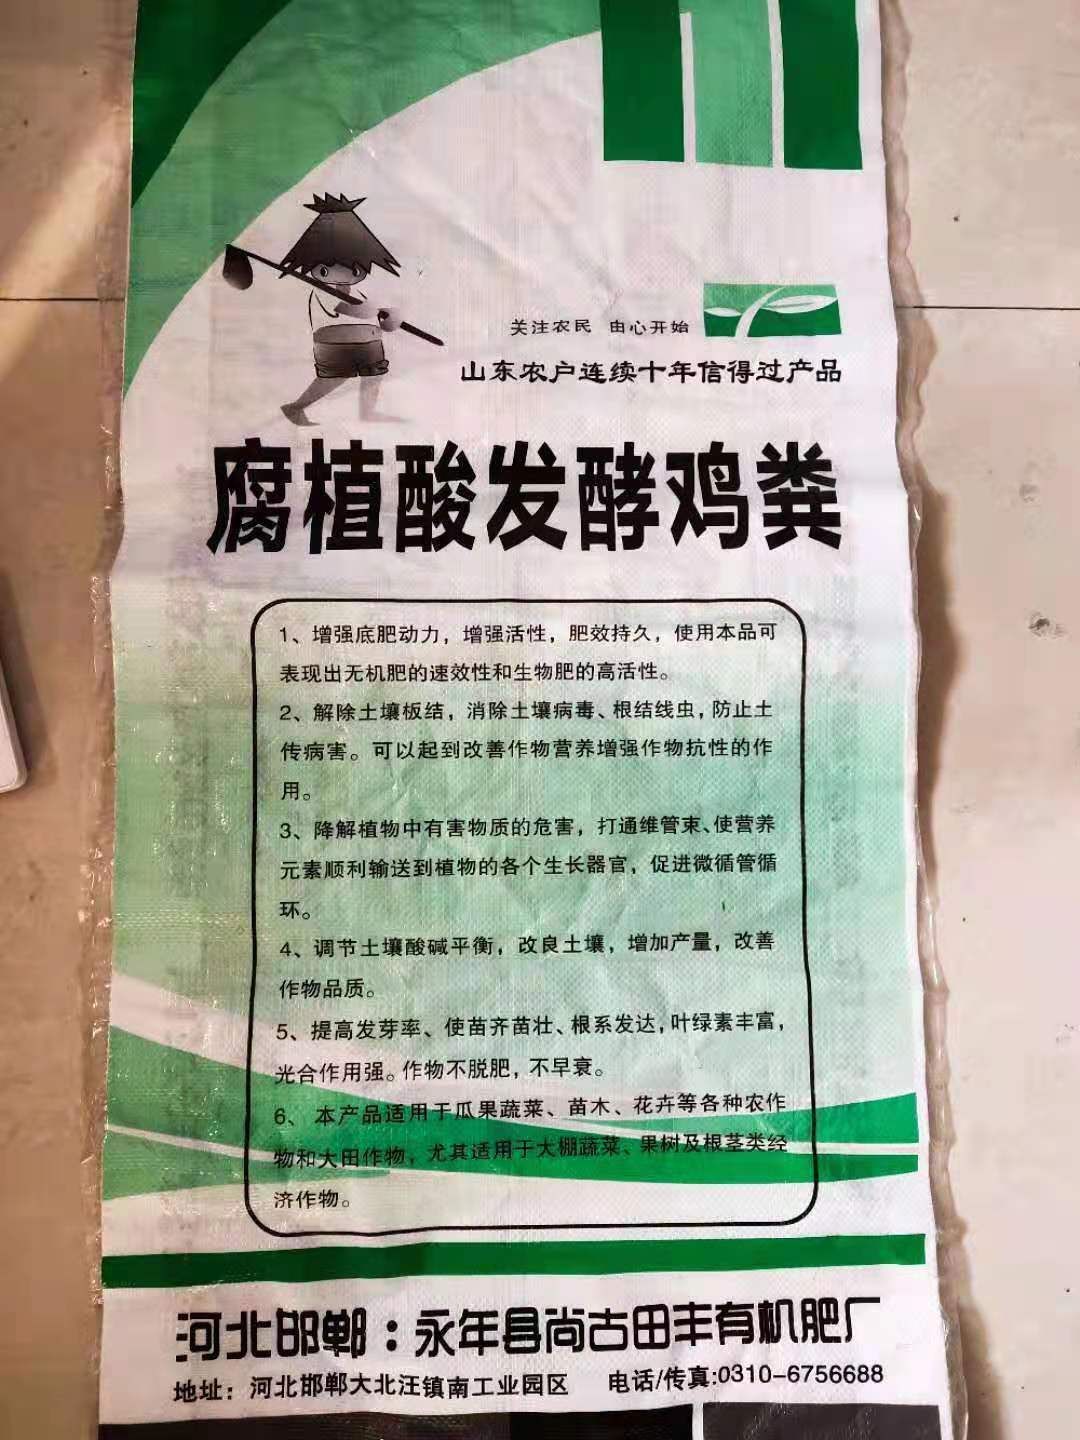 关注农民 由心开始
山东农户连续十年信得过产品
腐植酸发酵鸡粪
1、增强底肥动力，增强活性，肥效持久，使用本品可
表现出无机肥的速效性和生物肥的高活性。
2、解除土壤板结，消除土壤病毒、根结线虫，防止土
传病害。可以起到改善作物营养增强作物抗性的作
用。
3、降解植物中有害物质的危害，打通维管束、使营养
元素顺利输送到植物的各个生长器官，促进微循管循
环。
4、调节土壤酸碱平衡，改良土壤，增加产量，改善
作物品质。
5、提高发芽率、使苗齐苗壮、根系发达，叶绿素丰富，
光合作用强。作物不脱肥，不早衰。
6、本产品适用于瓜果蔬菜、苗木、花卉等各种农作
物和大田作物，尤其适用于大棚蔬菜、果树及根茎类经
济作物。
河北邯郸：永年县尚古田丰有机肥厂
地址：河北邯郸大北汪镇南工业园区 电话/传真:0310-6756688